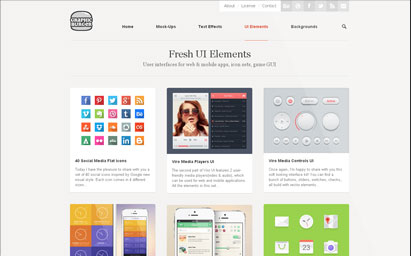 About License Contact
GRAPHIC
BURGER
Home Mock-Ups Text Effects UI Elements Backgrounds
Fresh UI Elements
User interfaces for web & mobile apps, icon sets, game GUI
40 Social Media Flat Icons
Today I have the pleasure to share with you a
set of 40 social icons inspired by Google new
visual style. Each icon comes in 4 different
sizes.
Viro Media Players UI
The second part of Viro UI features 2 user
friendly media players(video & audio), which
can be used for web and mobile applications.
All the elements in this set...
Viro Media Controls UI
Once again, I'm happy to share with you this
soft looking interface kit! You can find a
bunch of buttons, sliders, switches, checks,
all build with vector elements.
23